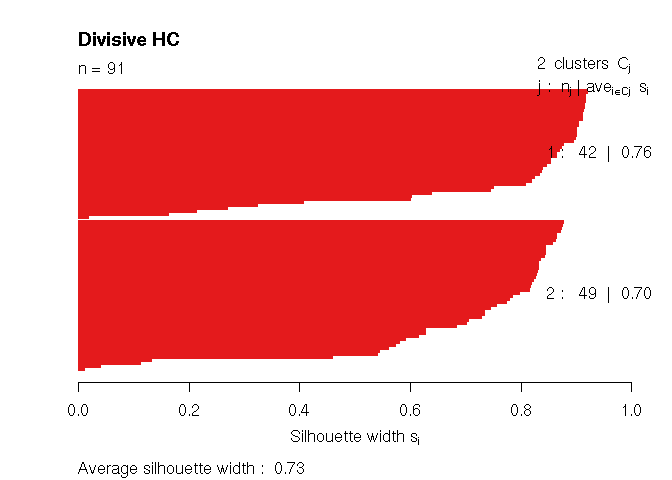 Divisive HC
n = 91
2 clusters Cj
j : nj | avei∈Cj si
1 : 42 | 0.76
2 : 49 | 0.70
0.0 0.2 0.4 0.6 0.8 1.0
Silhouette width si
Average silhouette width : 0.73